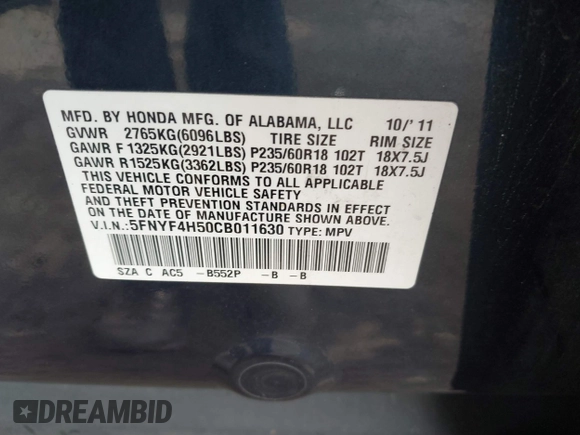 MFD. BY HONDA MFG. OF ALABAMA, LLC 10/'11
GVWR 2765KG(6096LBS) TIRE SIZE RIM SIZE
GAWR F 1325KG(2921LBS) P235/60R18 102T 18X7.5J
GAWR R1525KG(3362LBS) P235/60R18 102T 18X7.5J
THIS VEHICLE CONFORMS TO ALL APPLICABLE
FEDERAL MOTOR VEHICLE SAFETY
AND THEFT PREVENTION STANDARDS IN EFFECT
ON THE DATE OF MANUFACTURE SHOWN ABOVE.
V.I.N.:5FNYF4H50CB011630 TYPE: MPV
SZA C AC5 -B552P -B -B
DREAMBID